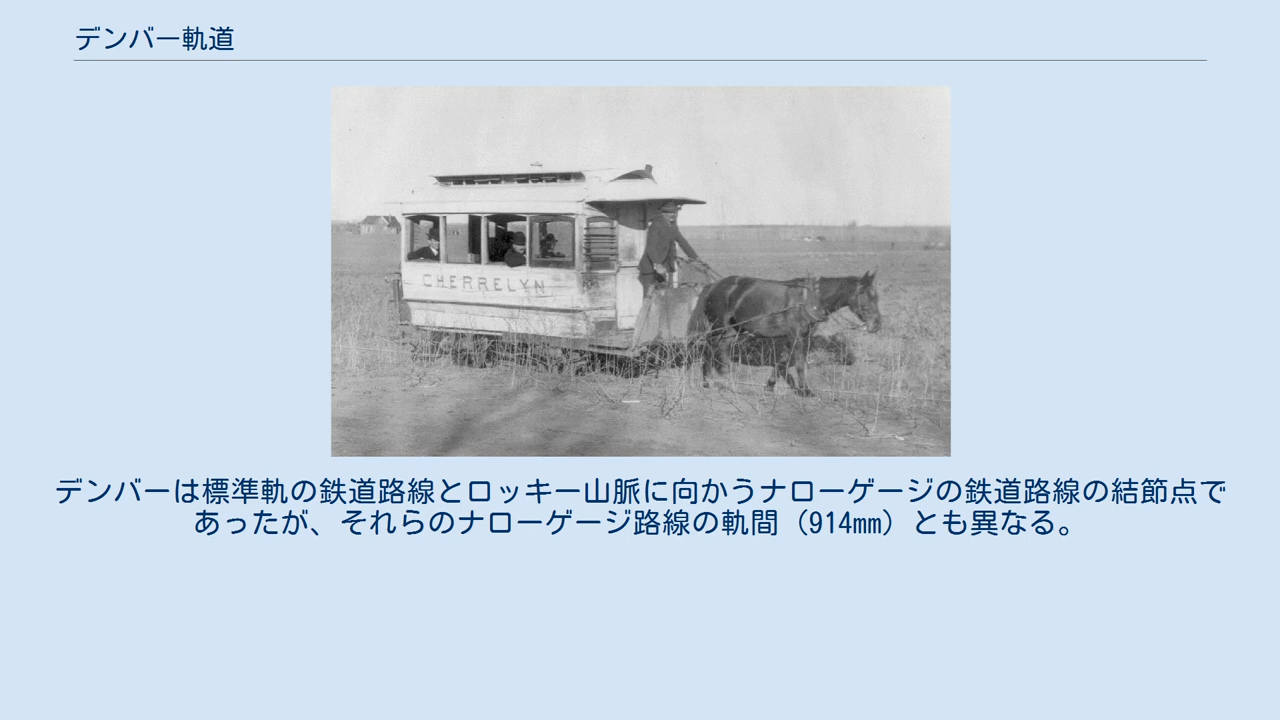 デンバー軌道
CHERRELYN
デンバーは標準軌の鉄道路線とロッキー山脈に向かうナローゲージの鉄道路線の結節点で
あったが、それらのナローゲージ路線の軌間（914mm）とも異なる。